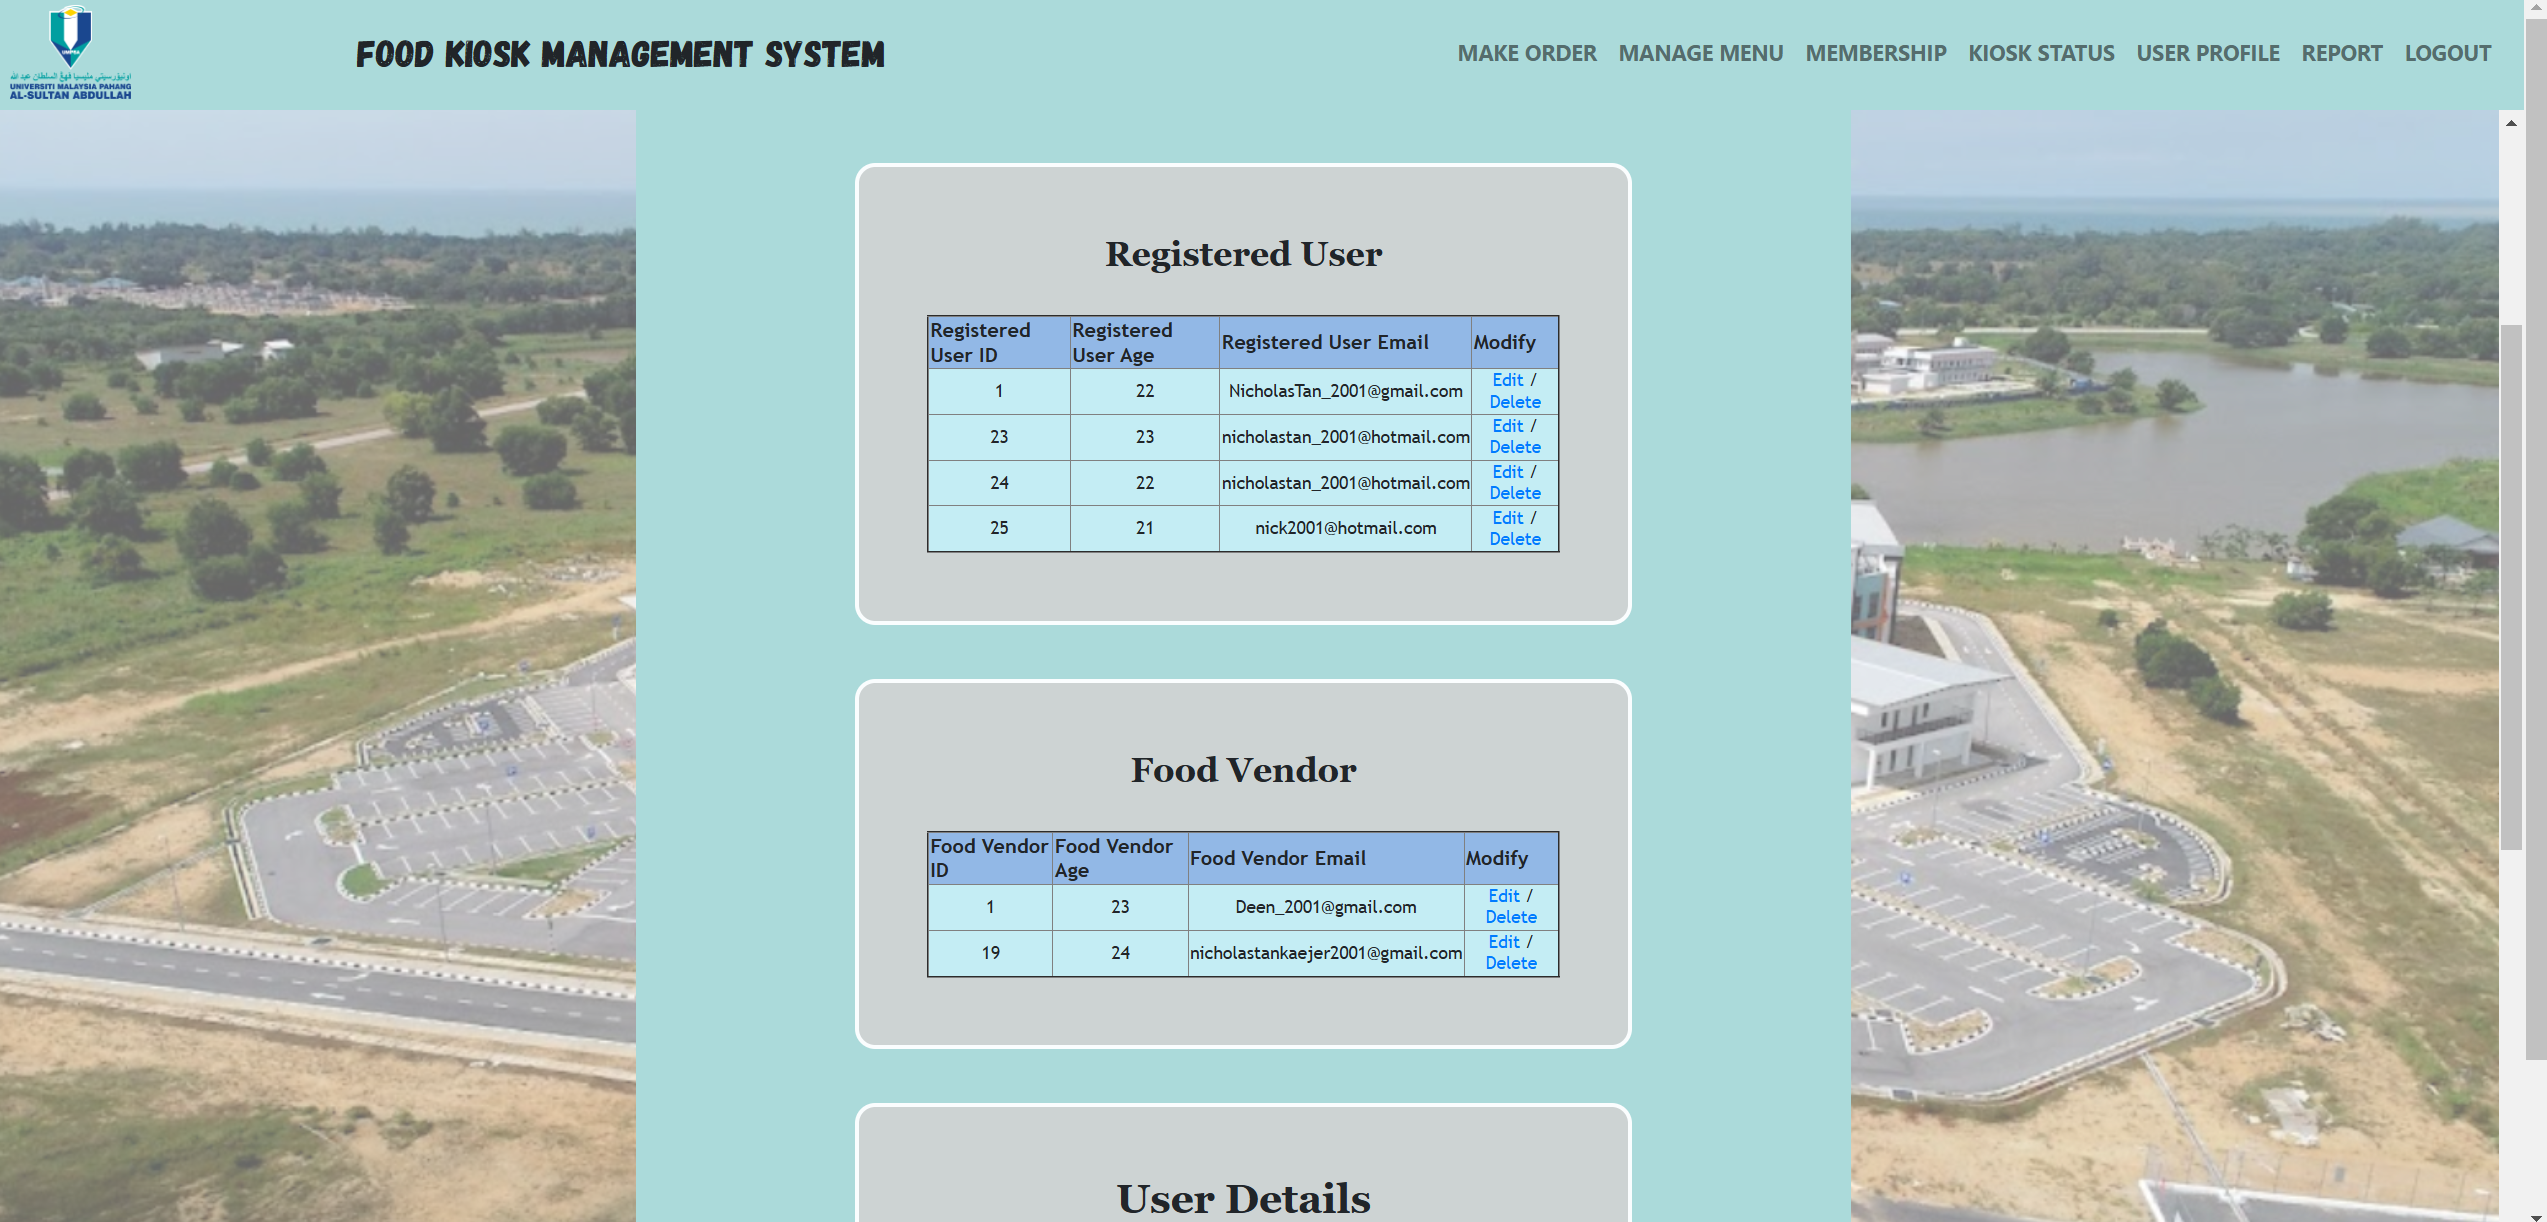 UMPSA
اونيۏرسيتي مليسيا ڤهڠ السلطان عبد الله
UNIVERSITI MALAYSIA PAHANG
AL-SULTAN ABDULLAH
FOOD KIOSK MANAGEMENT SYSTEM
MAKE ORDER MANAGE MENU MEMBERSHIP KIOSK STATUS USER PROFILE REPORT LOGOUT
Registered User
Registered User ID Registered User Age Registered User Email Modify
1 22 NicholasTan_2001@gmail.com Edit / Delete
23 23 nicholastan_2001@hotmail.com Edit / Delete
24 22 nicholastan_2001@hotmail.com Edit / Delete
25 21 nick2001@hotmail.com Edit / Delete
Food Vendor
Food Vendor ID Food Vendor Age Food Vendor Email Modify
1 23 Deen_2001@gmail.com Edit / Delete
19 24 nicholastankaejer2001@gmail.com Edit / Delete
User Details